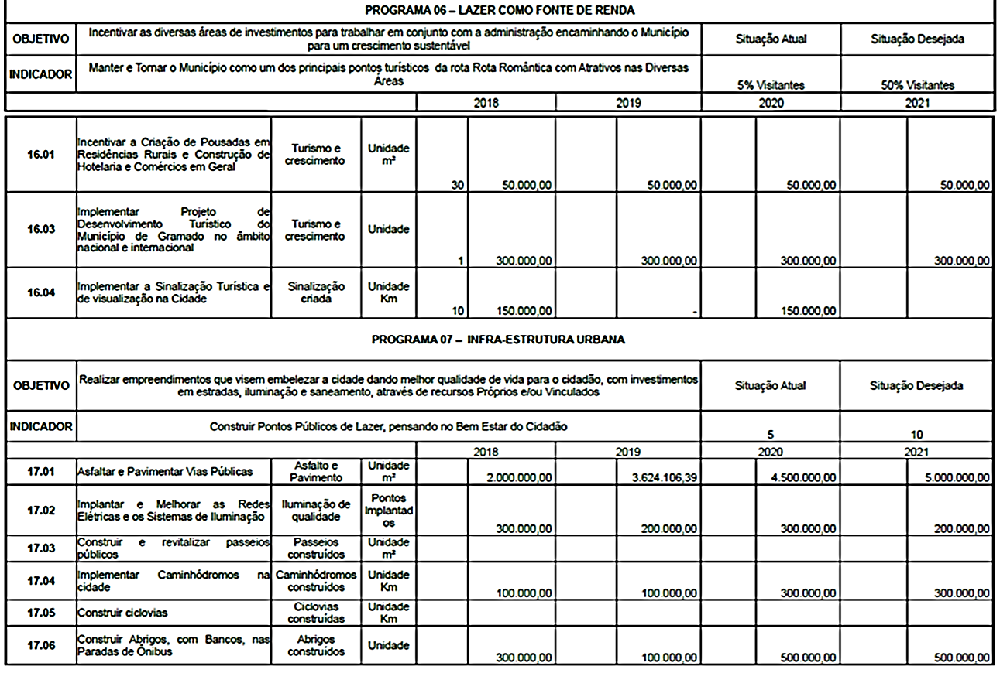 PROGRAMA 06 – LAZER COMO FONTE DE RENDA
OBJETIVO
Incentivar as diversas áreas de investimentos para trabalhar em conjunto com a administração encaminhando o Município
para um crescimento sustentável
Situação Atual
Situação Desejada
INDICADOR
Manter e Tornar o Município como um dos principais pontos turísticos da rota Rota Romântica com Atrativos nas Diversas
Áreas
5% Visitantes
50% Visitantes
2018 2019 2020 2021
16.01
Incentivar a Criação de Pousadas em
Residências Rurais e Construção de
Hotelaria e Comércios em Geral
Turismo e
crescimento
Unidade
m²
30 50.000,00 50.000,00 50.000,00 50.000,00
16.03
Implementar Projeto de
Desenvolvimento Turístico do
Município de Gramado no âmbito
nacional e internacional
Turismo e
crescimento
Unidade
1 300.000,00 300.000,00 300.000,00 300.000,00
16.04
Implementar a Sinalização Turística e
de visualização na Cidade
Sinalização
criada
Unidade
Km
10 150.000,00 - 150.000,00
PROGRAMA 07 – INFRA-ESTRUTURA URBANA
OBJETIVO
Realizar empreendimentos que visem embelezar a cidade dando melhor qualidade de vida para o cidadão, com investimentos
em estradas, iluminação e saneamento, através de recursos Próprios e/ou Vinculados
Situação Atual
Situação Desejada
INDICADOR
Construir Pontos Públicos de Lazer, pensando no Bem Estar do Cidadão
5
10
2018 2019 2020 2021
17.01
Asfaltar e Pavimentar Vias Públicas
Asfalto e
Pavimento
Unidade
m²
2.000.000,00 3.624.106,39 4.500.000,00 5.000.000,00
17.02
Implantar e Melhorar as Redes
Elétricas e os Sistemas de Iluminação
Iluminação de
qualidade
Pontos
Implantad
os
300.000,00 200.000,00 300.000,00 200.000,00
17.03
Construir e revitalizar passeios
públicos
Passeios
construídos
Unidade
m²
17.04
Implementar Caminhódromos na
cidade
Caminhódromos
construídos
Unidade
Km
100.000,00 100.000,00 300.000,00 300.000,00
17.05
Construir ciclovias
Ciclovias
construídas
Unidade
Km
17.06
Construir Abrigos, com Bancos, nas
Paradas de Ônibus
Abrigos
construídos
Unidade
300.000,00 100.000,00 500.000,00 500.000,00